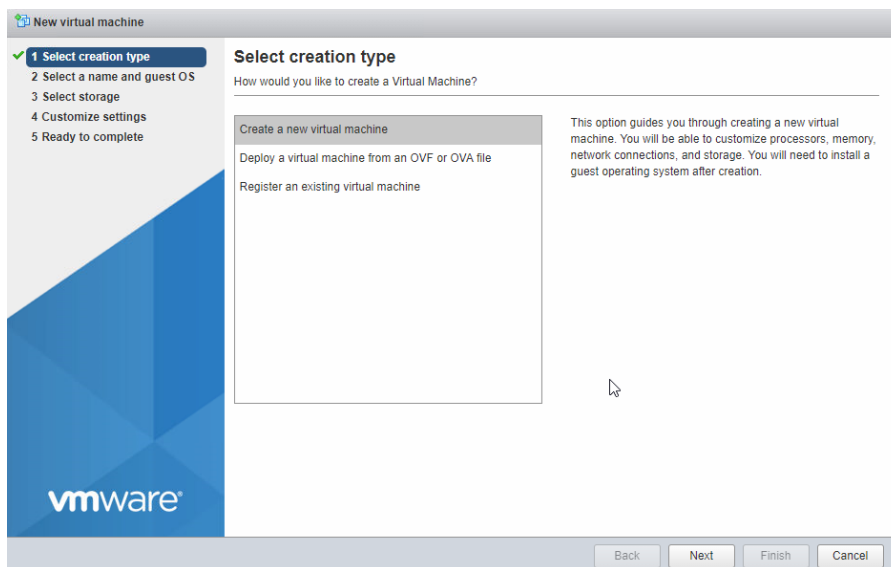 New virtual machine
1 Select creation type
2 Select a name and guest OS
3 Select storage
4 Customize settings
5 Ready to complete
Select creation type
How would you like to create a Virtual Machine?
Create a new virtual machine
Deploy a virtual machine from an OVF or OVA file
Register an existing virtual machine
This option guides you through creating a new virtual
machine. You will be able to customize processors, memory,
network connections, and storage. You will need to install a
guest operating system after creation.
vmware®
Back
Next
Finish
Cancel